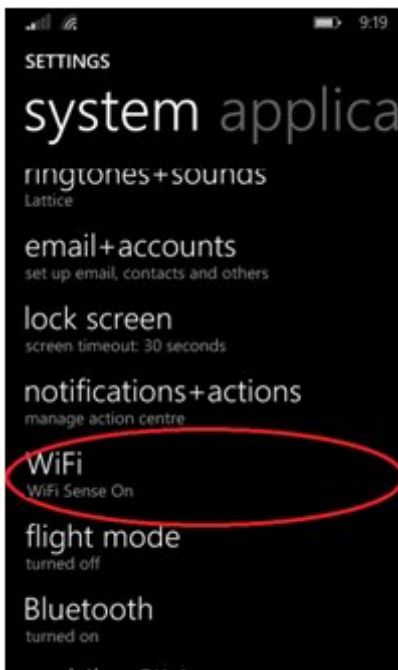 9:19
SETTINGS
system applica
ringtones+sounds
Lattice
email+accounts
set up email, contacts and others
lock screen
screen timeout: 30 seconds
notifications+actions
manage action centre
WiFi
WiFi Sense On
flight mode
turned off
Bluetooth
turned on